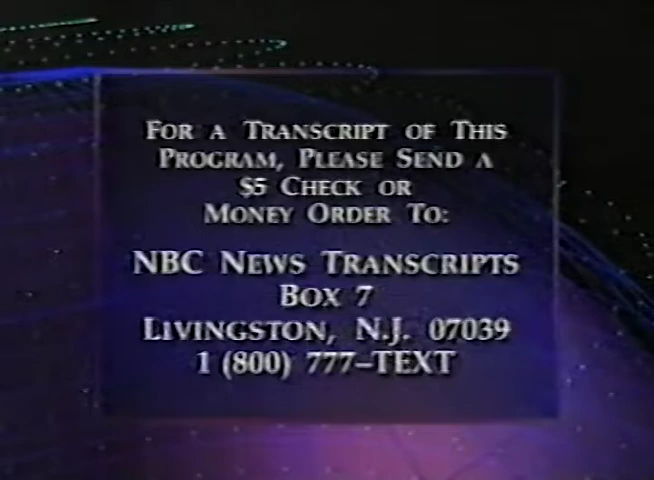 FOR A TRANSCRIPT OF THIS
PROGRAM, PLEASE SEND A
$5 CHECK OR
MONEY ORDER TO:
NBC NEWS TRANSCRIPTS
BOX 7
LIVINGSTON, N.J. 07039
1 (800) 777–TEXT